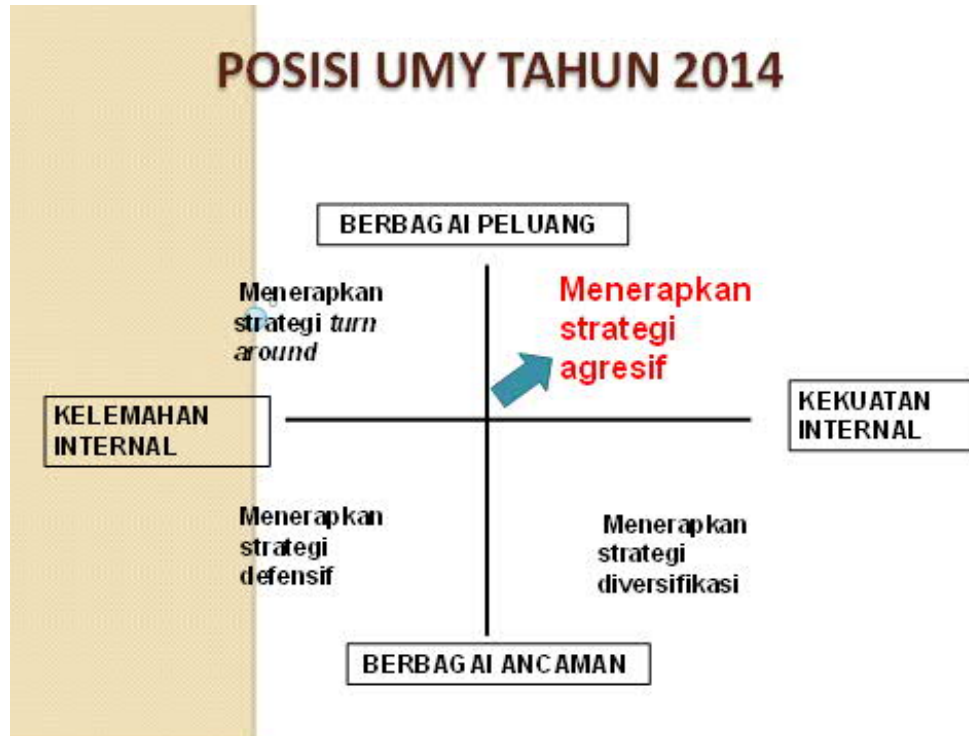 POSISI UMY TAHUN 2014
BERBAGAI PELUANG
Menerapkan
strategi turn
around
Menerapkan
strategi
agresif
KELEMAHAN
INTERNAL
KEKUATAN
INTERNAL
Menerapkan
strategi
defensif
Menerapkan
strategi
diversifikasi
BERBAGAI ANCAMAN